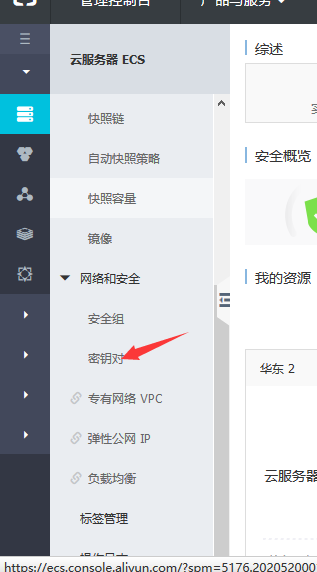 管理控制台
产品与服务
云服务器 ECS
快照链
自动快照策略
快照容量
镜像
网络和安全
安全组
密钥对
专有网络 VPC
弹性公网 IP
负载均衡
标签管理
综述
安全概览
我的资源
华东 2
云服务器
https://ecs.console.aliyun.com/?spm=5176.202052000